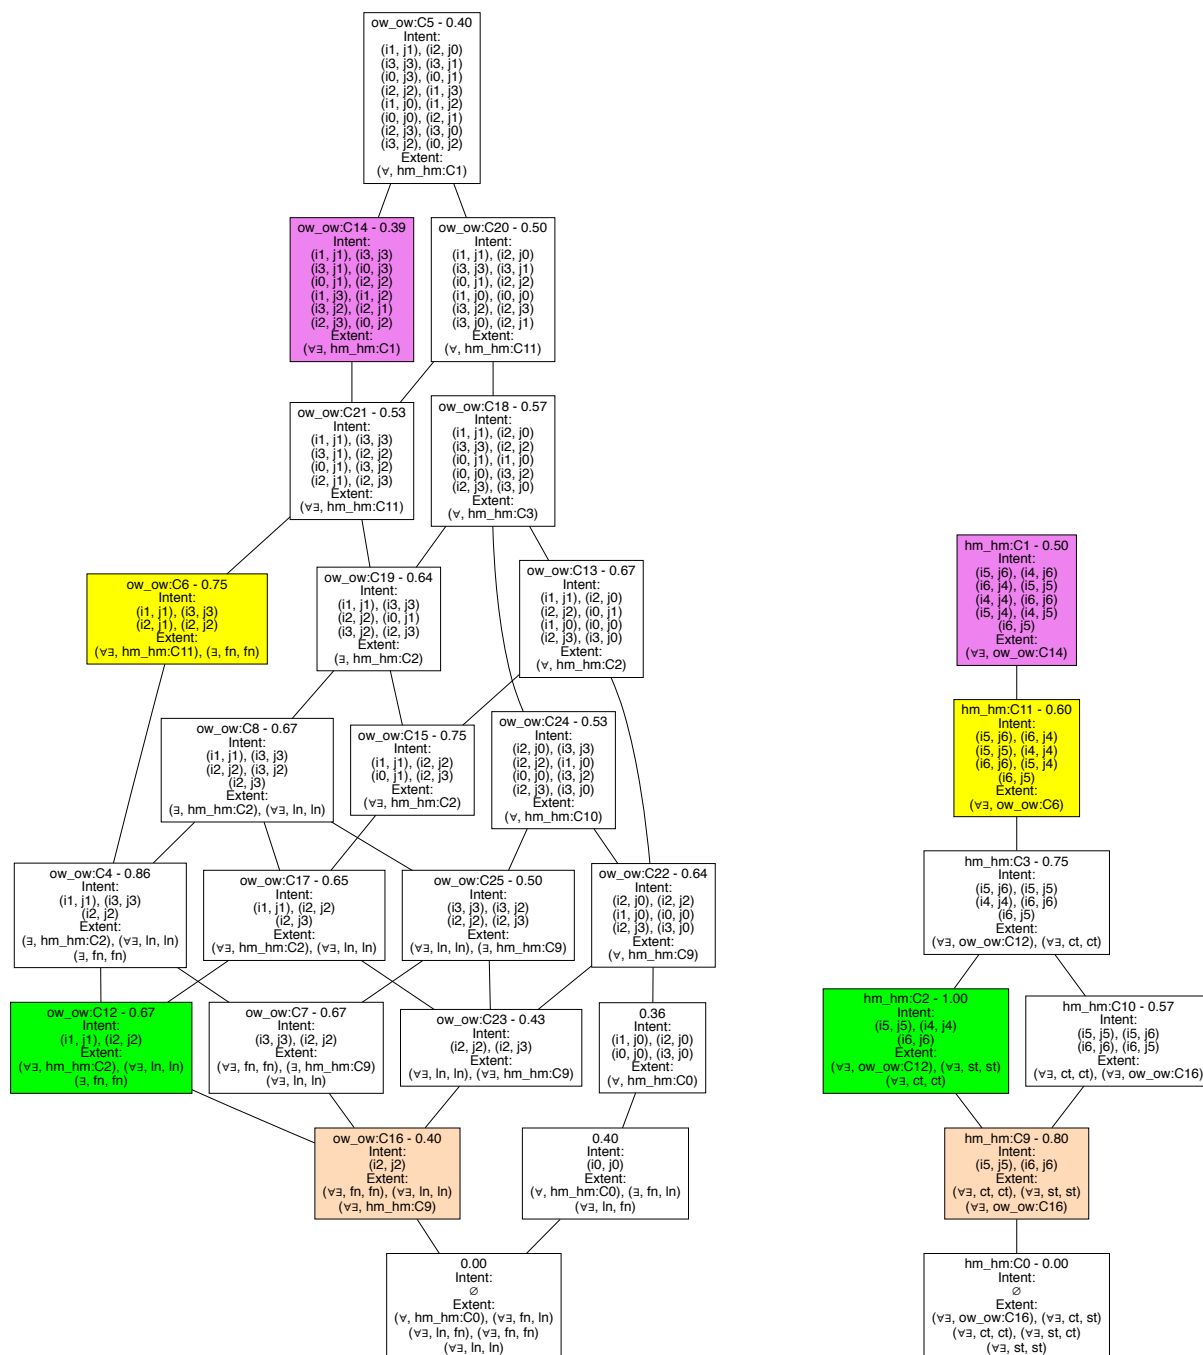 ow_ow:C5 - 0.40
Intent:
(i1, j1), (i2, j0)
(i3, j3), (i3, j1)
(i0, j3), (i0, j1)
(i2, j2), (i1, j3)
(i1, j0), (i1, j2)
(i0, j0), (i2, j1)
(i2, j3), (i3, j0)
(i3, j2), (i0, j2)
Extent:
(∀, hm_hm:C1)
ow_ow:C14 - 0.39
Intent:
(i1, j1), (i3, j3)
(i3, j1), (i0, j3)
(i0, j1), (i2, j2)
(i1, j3), (i1, j2)
(i3, j2), (i2, j1)
(i2, j3), (i0, j2)
Extent:
(∀∃, hm_hm:C1)
ow_ow:C20 - 0.50
Intent:
(i1, j1), (i2, j0)
(i3, j3), (i3, j1)
(i0, j1), (i2, j2)
(i1, j0), (i0, j0)
(i3, j2), (i2, j3)
(i3, j0), (i2, j1)
Extent:
(∀, hm_hm:C11)
ow_ow:C21 - 0.53
Intent:
(i1, j1), (i3, j3)
(i3, j1), (i2, j2)
(i0, j1), (i3, j2)
(i2, j1), (i2, j3)
Extent:
(∀∃, hm_hm:C11)
ow_ow:C18 - 0.57
Intent:
(i1, j1), (i2, j0)
(i3, j3), (i2, j2)
(i0, j1), (i1, j0)
(i0, j0), (i3, j2)
(i2, j3), (i3, j0)
Extent:
(∀, hm_hm:C3)
ow_ow:C6 - 0.75
Intent:
(i1, j1), (i3, j3)
(i2, j1), (i2, j2)
Extent:
(∀∃, hm_hm:C11), (∃, fn, fn)
ow_ow:C19 - 0.64
Intent:
(i1, j1), (i3, j3)
(i2, j2), (i0, j1)
(i3, j2), (i2, j3)
Extent:
(∃, hm_hm:C2)
ow_ow:C13 - 0.67
Intent:
(i1, j1), (i2, j0)
(i2, j2), (i0, j1)
(i1, j0), (i0, j0)
(i2, j3), (i3, j0)
Extent:
(∀, hm_hm:C2)
hm_hm:C1 - 0.50
Intent:
(i5, j6), (i4, j6)
(i6, j4), (i5, j5)
(i4, j4), (i6, j6)
(i5, j4), (i4, j5)
(i6, j5)
Extent:
(∀∃, ow_ow:C14)
ow_ow:C8 - 0.67
Intent:
(i1, j1), (i3, j3)
(i2, j2), (i3, j2)
(i2, j3)
Extent:
(∃, hm_hm:C2), (∀∃, ln, ln)
ow_ow:C15 - 0.75
Intent:
(i1, j1), (i2, j2)
(i0, j1), (i2, j3)
Extent:
(∀∃, hm_hm:C2)
ow_ow:C24 - 0.53
Intent:
(i2, j0), (i3, j3)
(i2, j2), (i1, j0)
(i0, j0), (i3, j2)
(i2, j3), (i3, j0)
Extent:
(∀, hm_hm:C10)
hm_hm:C11 - 0.60
Intent:
(i5, j6), (i6, j4)
(i5, j5), (i4, j4)
(i6, j6), (i5, j4)
(i6, j5)
Extent:
(∀∃, ow_ow:C6)
ow_ow:C4 - 0.86
Intent:
(i1, j1), (i3, j3)
(i2, j2)
Extent:
(∃, hm_hm:C2), (∀∃, ln, ln)
(∃, fn, fn)
ow_ow:C17 - 0.65
Intent:
(i1, j1), (i2, j2)
(i2, j3)
Extent:
(∀∃, hm_hm:C2), (∀∃, ln, ln)
ow_ow:C25 - 0.50
Intent:
(i3, j3), (i3, j2)
(i2, j2), (i2, j3)
Extent:
(∀∃, ln, ln), (∃, hm_hm:C9)
ow_ow:C22 - 0.64
Intent:
(i2, j0), (i2, j2)
(i1, j0), (i0, j0)
(i2, j3), (i3, j0)
Extent:
(∀, hm_hm:C9)
hm_hm:C3 - 0.75
Intent:
(i5, j6), (i5, j5)
(i4, j4), (i6, j6)
(i6, j5)
Extent:
(∀∃, ow_ow:C12), (∀∃, ct, ct)
ow_ow:C12 - 0.67
Intent:
(i1, j1), (i2, j2)
Extent:
(∀∃, hm_hm:C2), (∀∃, ln, ln)
(∃, fn, fn)
ow_ow:C7 - 0.67
Intent:
(i3, j3), (i2, j2)
Extent:
(∀∃, fn, fn), (∃, hm_hm:C9)
(∀∃, ln, ln)
ow_ow:C23 - 0.43
Intent:
(i2, j2), (i2, j3)
Extent:
(∀∃, ln, ln), (∀∃, hm_hm:C9)
0.36
Intent:
(i1, j0), (i2, j0)
(i0, j0), (i3, j0)
Extent:
(∀, hm_hm:C0)
hm_hm:C2 - 1.00
Intent:
(i5, j5), (i4, j4)
(i6, j6)
Extent:
(∀∃, ow_ow:C12), (∀∃, st, st)
(∀∃, ct, ct)
hm_hm:C10 - 0.57
Intent:
(i5, j5), (i5, j6)
(i6, j6), (i6, j5)
Extent:
(∀∃, ct, ct), (∀∃, ow_ow:C16)
ow_ow:C16 - 0.40
Intent:
(i2, j2)
Extent:
(∀∃, fn, fn), (∀∃, ln, ln)
(∀∃, hm_hm:C9)
0.40
Intent:
(i0, j0)
Extent:
(∀, hm_hm:C0), (∃, fn, ln)
(∀∃, ln, fn)
hm_hm:C9 - 0.80
Intent:
(i5, j5), (i6, j6)
Extent:
(∀∃, ct, ct), (∀∃, st, st)
(∀∃, ow_ow:C16)
0.00
Intent:
∅
Extent:
(∀, hm_hm:C0), (∀∃, fn, ln)
(∀∃, ln, fn), (∀∃, fn, fn)
(∀∃, ln, ln)
hm_hm:C0 - 0.00
Intent:
∅
Extent:
(∀∃, ow_ow:C16), (∀∃, ct, st)
(∀∃, ct, ct), (∀∃, st, ct)
(∀∃, st, st)